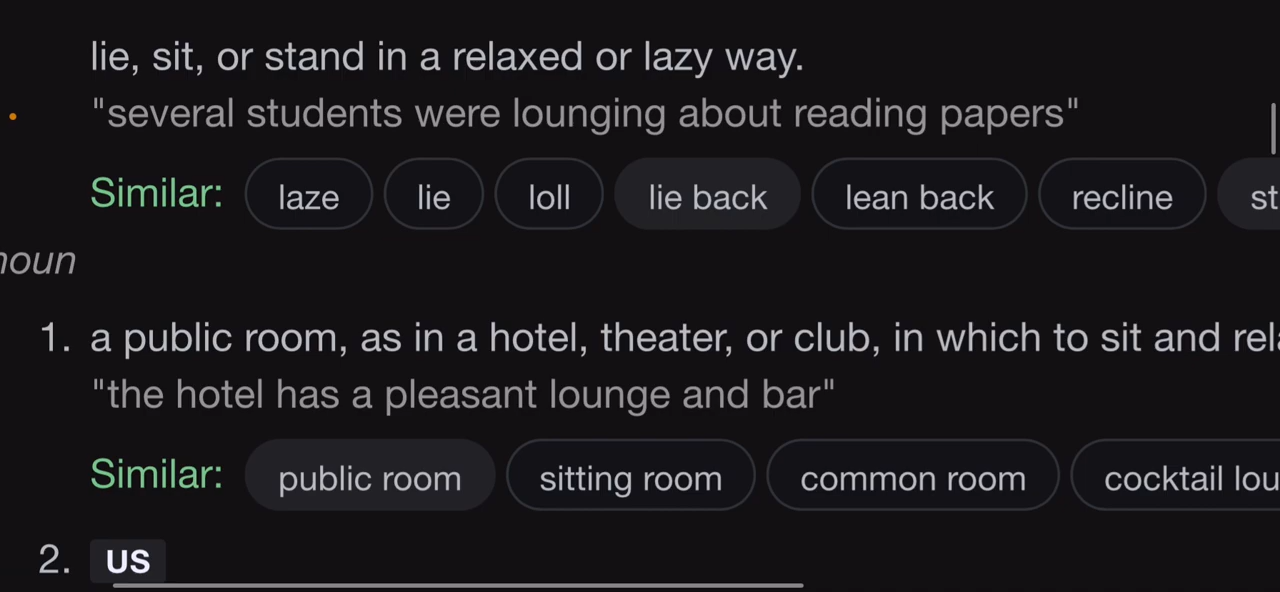 lie, sit, or stand in a relaxed or lazy way.
"several students were lounging about reading papers"
Similar: laze lie loll lie back lean back recline st
noun
1. a public room, as in a hotel, theater, or club, in which to sit and rela
"the hotel has a pleasant lounge and bar"
Similar: public room sitting room common room cocktail lou
2. US